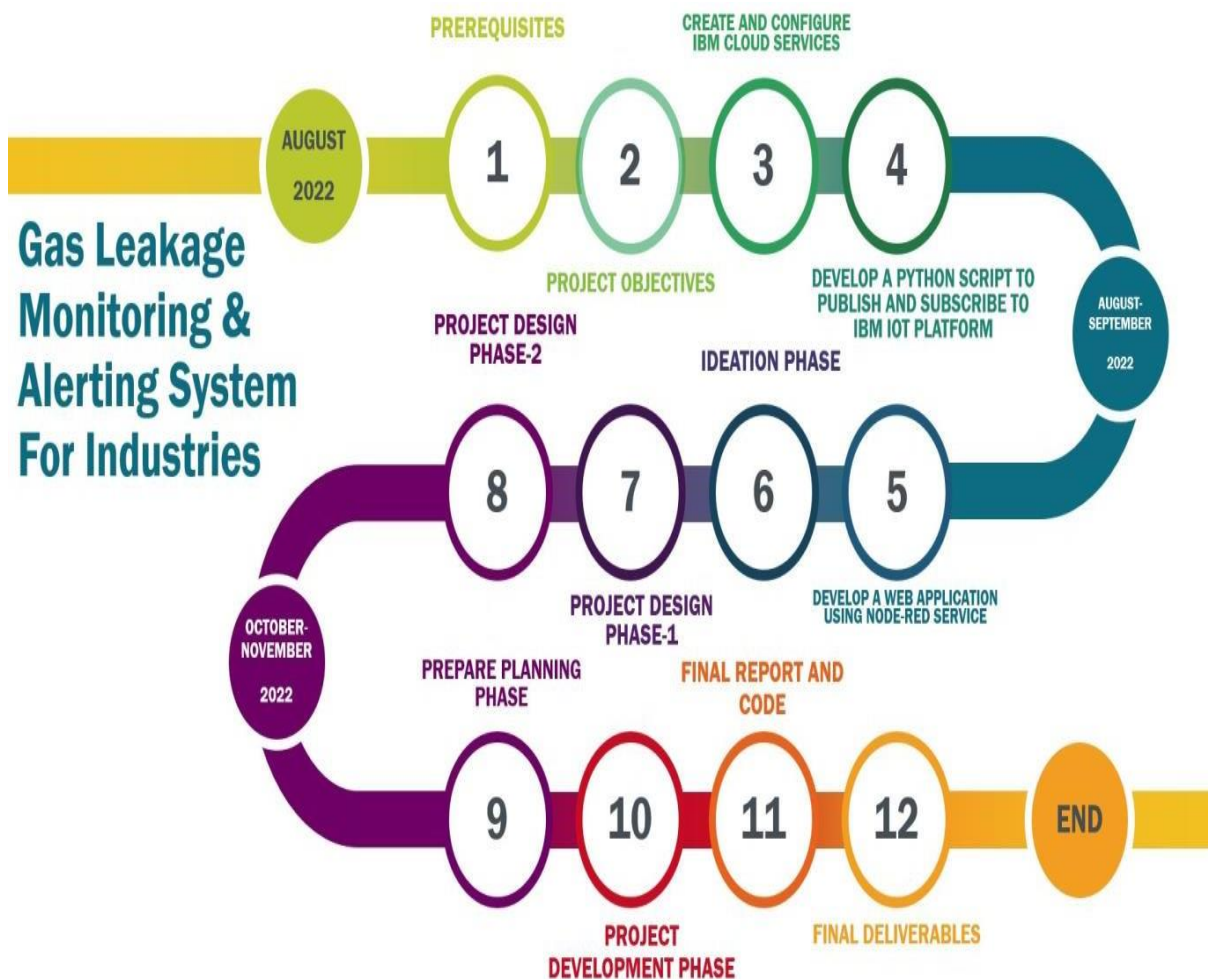 PREREQUISITES
CREATE AND CONFIGURE
IBM CLOUD SERVICES
AUGUST
2022
1
2
3
4
Gas Leakage
Monitoring &
Alerting System
For Industries
PROJECT OBJECTIVES
DEVELOP A PYTHON SCRIPT TO
PUBLISH AND SUBSCRIBE TO
IBM IOT PLATFORM
AUGUST-
SEPTEMBER
2022
PROJECT DESIGN
PHASE-2
IDEATION PHASE
8
7
6
5
PROJECT DESIGN
PHASE-1
DEVELOP A WEB APPLICATION
USING NODE-RED SERVICE
OCTOBER-
NOVEMBER
2022
PREPARE PLANNING
PHASE
FINAL REPORT AND
CODE
9
10
11
12
END
PROJECT
DEVELOPMENT PHASE
FINAL DELIVERABLES